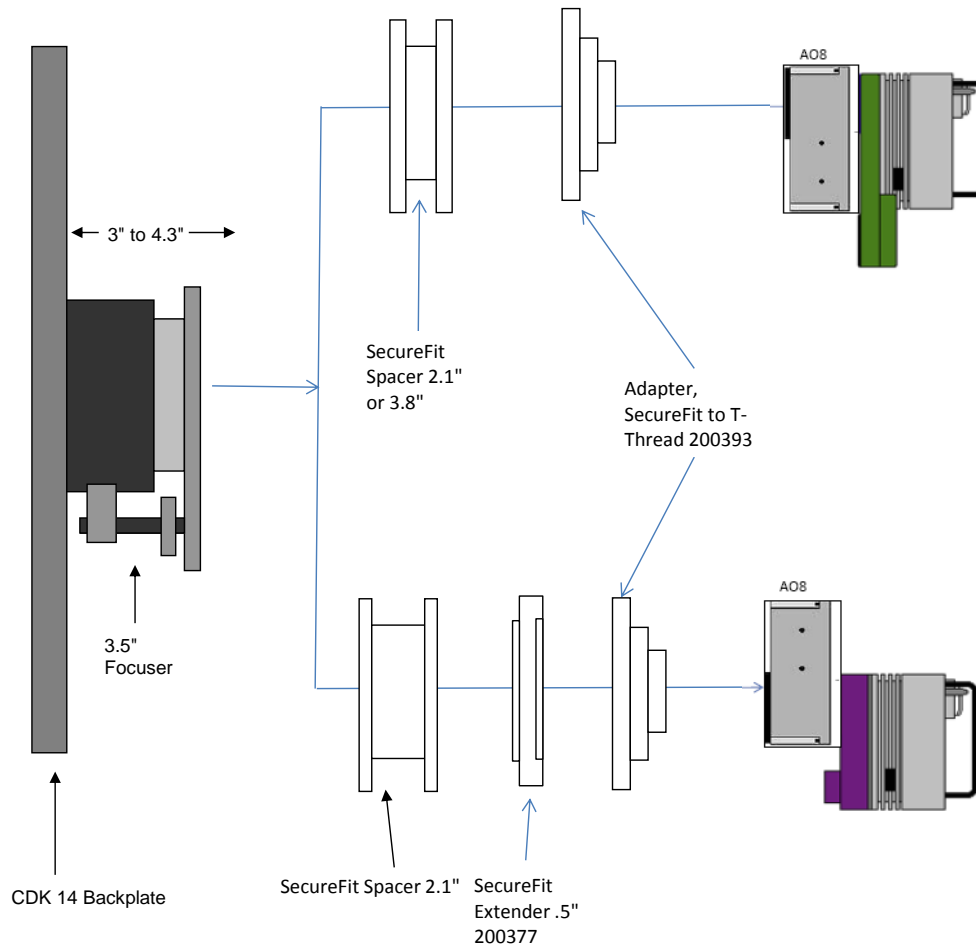 AO8
3" to 4.3"
SecureFit
Spacer 2.1"
or 3.8"
Adapter,
SecureFit to T-
Thread 200393
AO8
3.5"
Focuser
CDK 14 Backplate
SecureFit Spacer 2.1"
SecureFit
Extender .5"
200377